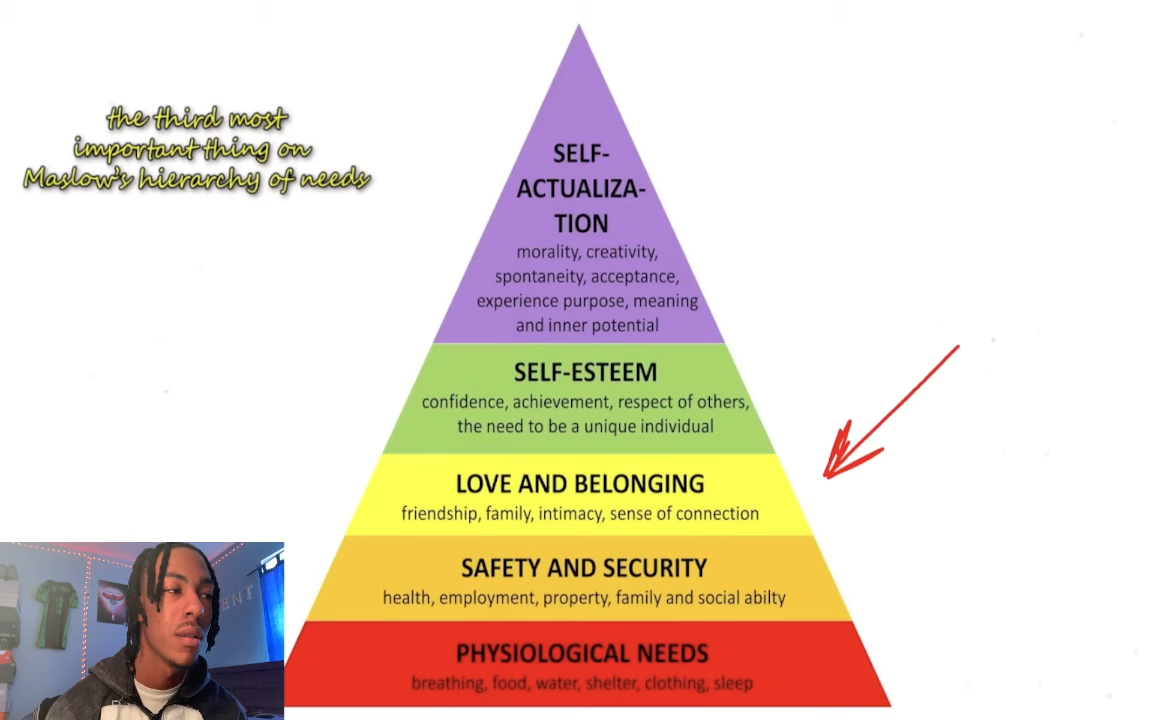 the third most
important thing on
Maslow's hierarchy of needs
SELF-
ACTUALIZA-
TION
morality, creativity,
spontaneity, acceptance,
experience purpose, meaning
and inner potential
SELF-ESTEEM
confidence, achievement, respect of others,
the need to be a unique individual
LOVE AND BELONGING
friendship, family, intimacy, sense of connection
SAFETY AND SECURITY
health, employment, property, family and social abilty
PHYSIOLOGICAL NEEDS
breathing, food, water, shelter, clothing, sleep